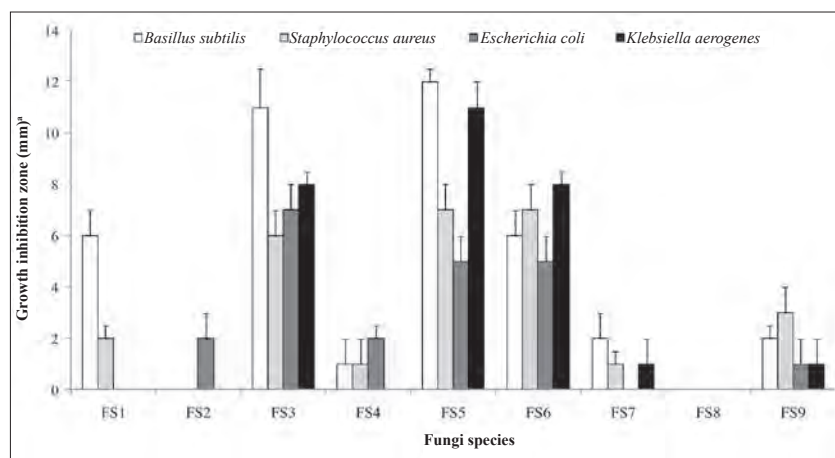 14
Basillus subtilis Staphylococcus aureus Escherichia coli Klebsiella aerogenes
12
10
8
6
4
2
0
Growth inhibition zone (mm)ª
FS1 FS2 FS3 FS4 FS5 FS6 FS7 FS8 FS9
Fungi species